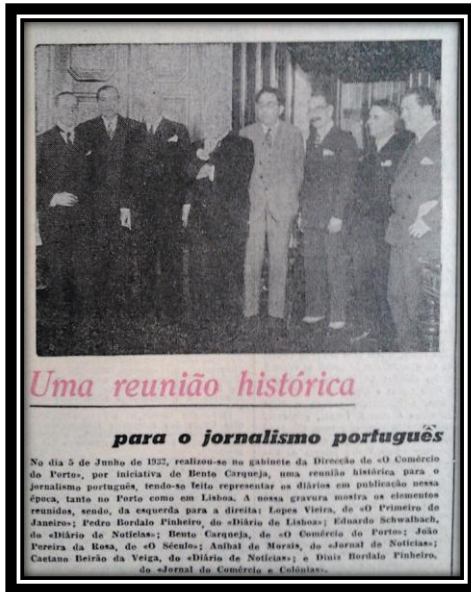 Uma reunião histórica
para o jornalismo português
No dia 5 de Junho de 1932, realizou-se no gabinete da Direcção de «O Comércio
do Porto», por iniciativa de Bento Carqueja, uma reunião histórica para o
jornalismo português, tendo-se feito representar os diários em publicação nessa
época, tanto no Porto como em Lisboa. A nossa gravura mostra os elementos
reunidos, sendo, da esquerda para a direita: Lopes Vieira, de «O Primeiro de
Janeiro»; Pedro Bordalo Pinheiro, do «Diário de Lisboa»; Eduardo Schwalbach,
do «Diário de Notícias»; Bento Carqueja, de «O Comércio do Porto»; João
Pereira da Rosa, de «O Século»; Aníbal de Morais, do «Jornal de Notícias»;
Caetano Beirão da Veiga, do «Diário de Notícias»; e Dinis Bordalo Pinheiro,
do «Jornal do Comércio e Colónias».